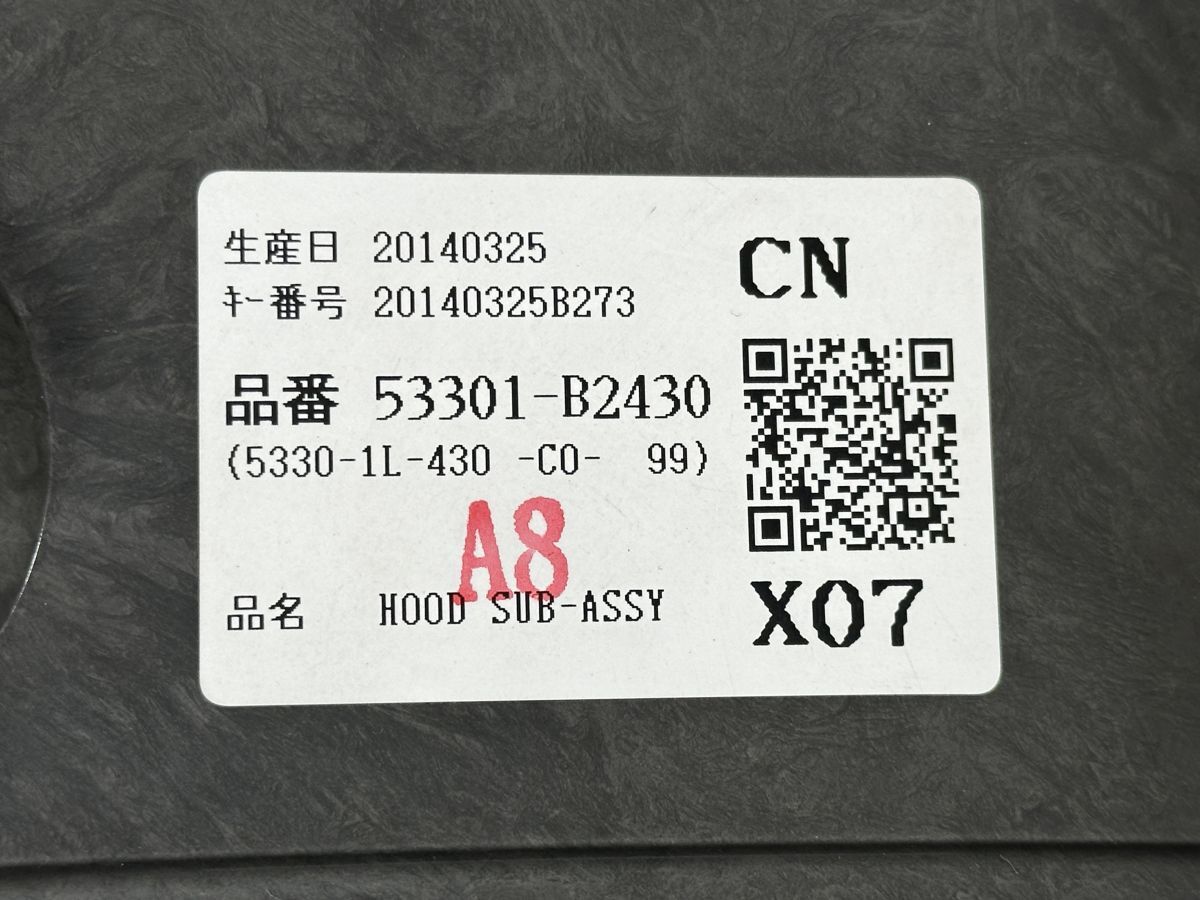 生産日 20140325
ｷｰ番号 20140325B273
品番 53301-B2430
(5330-1L-430 -CO- 99)
A8
品名 HOOD SUB-ASSY
CN
X07